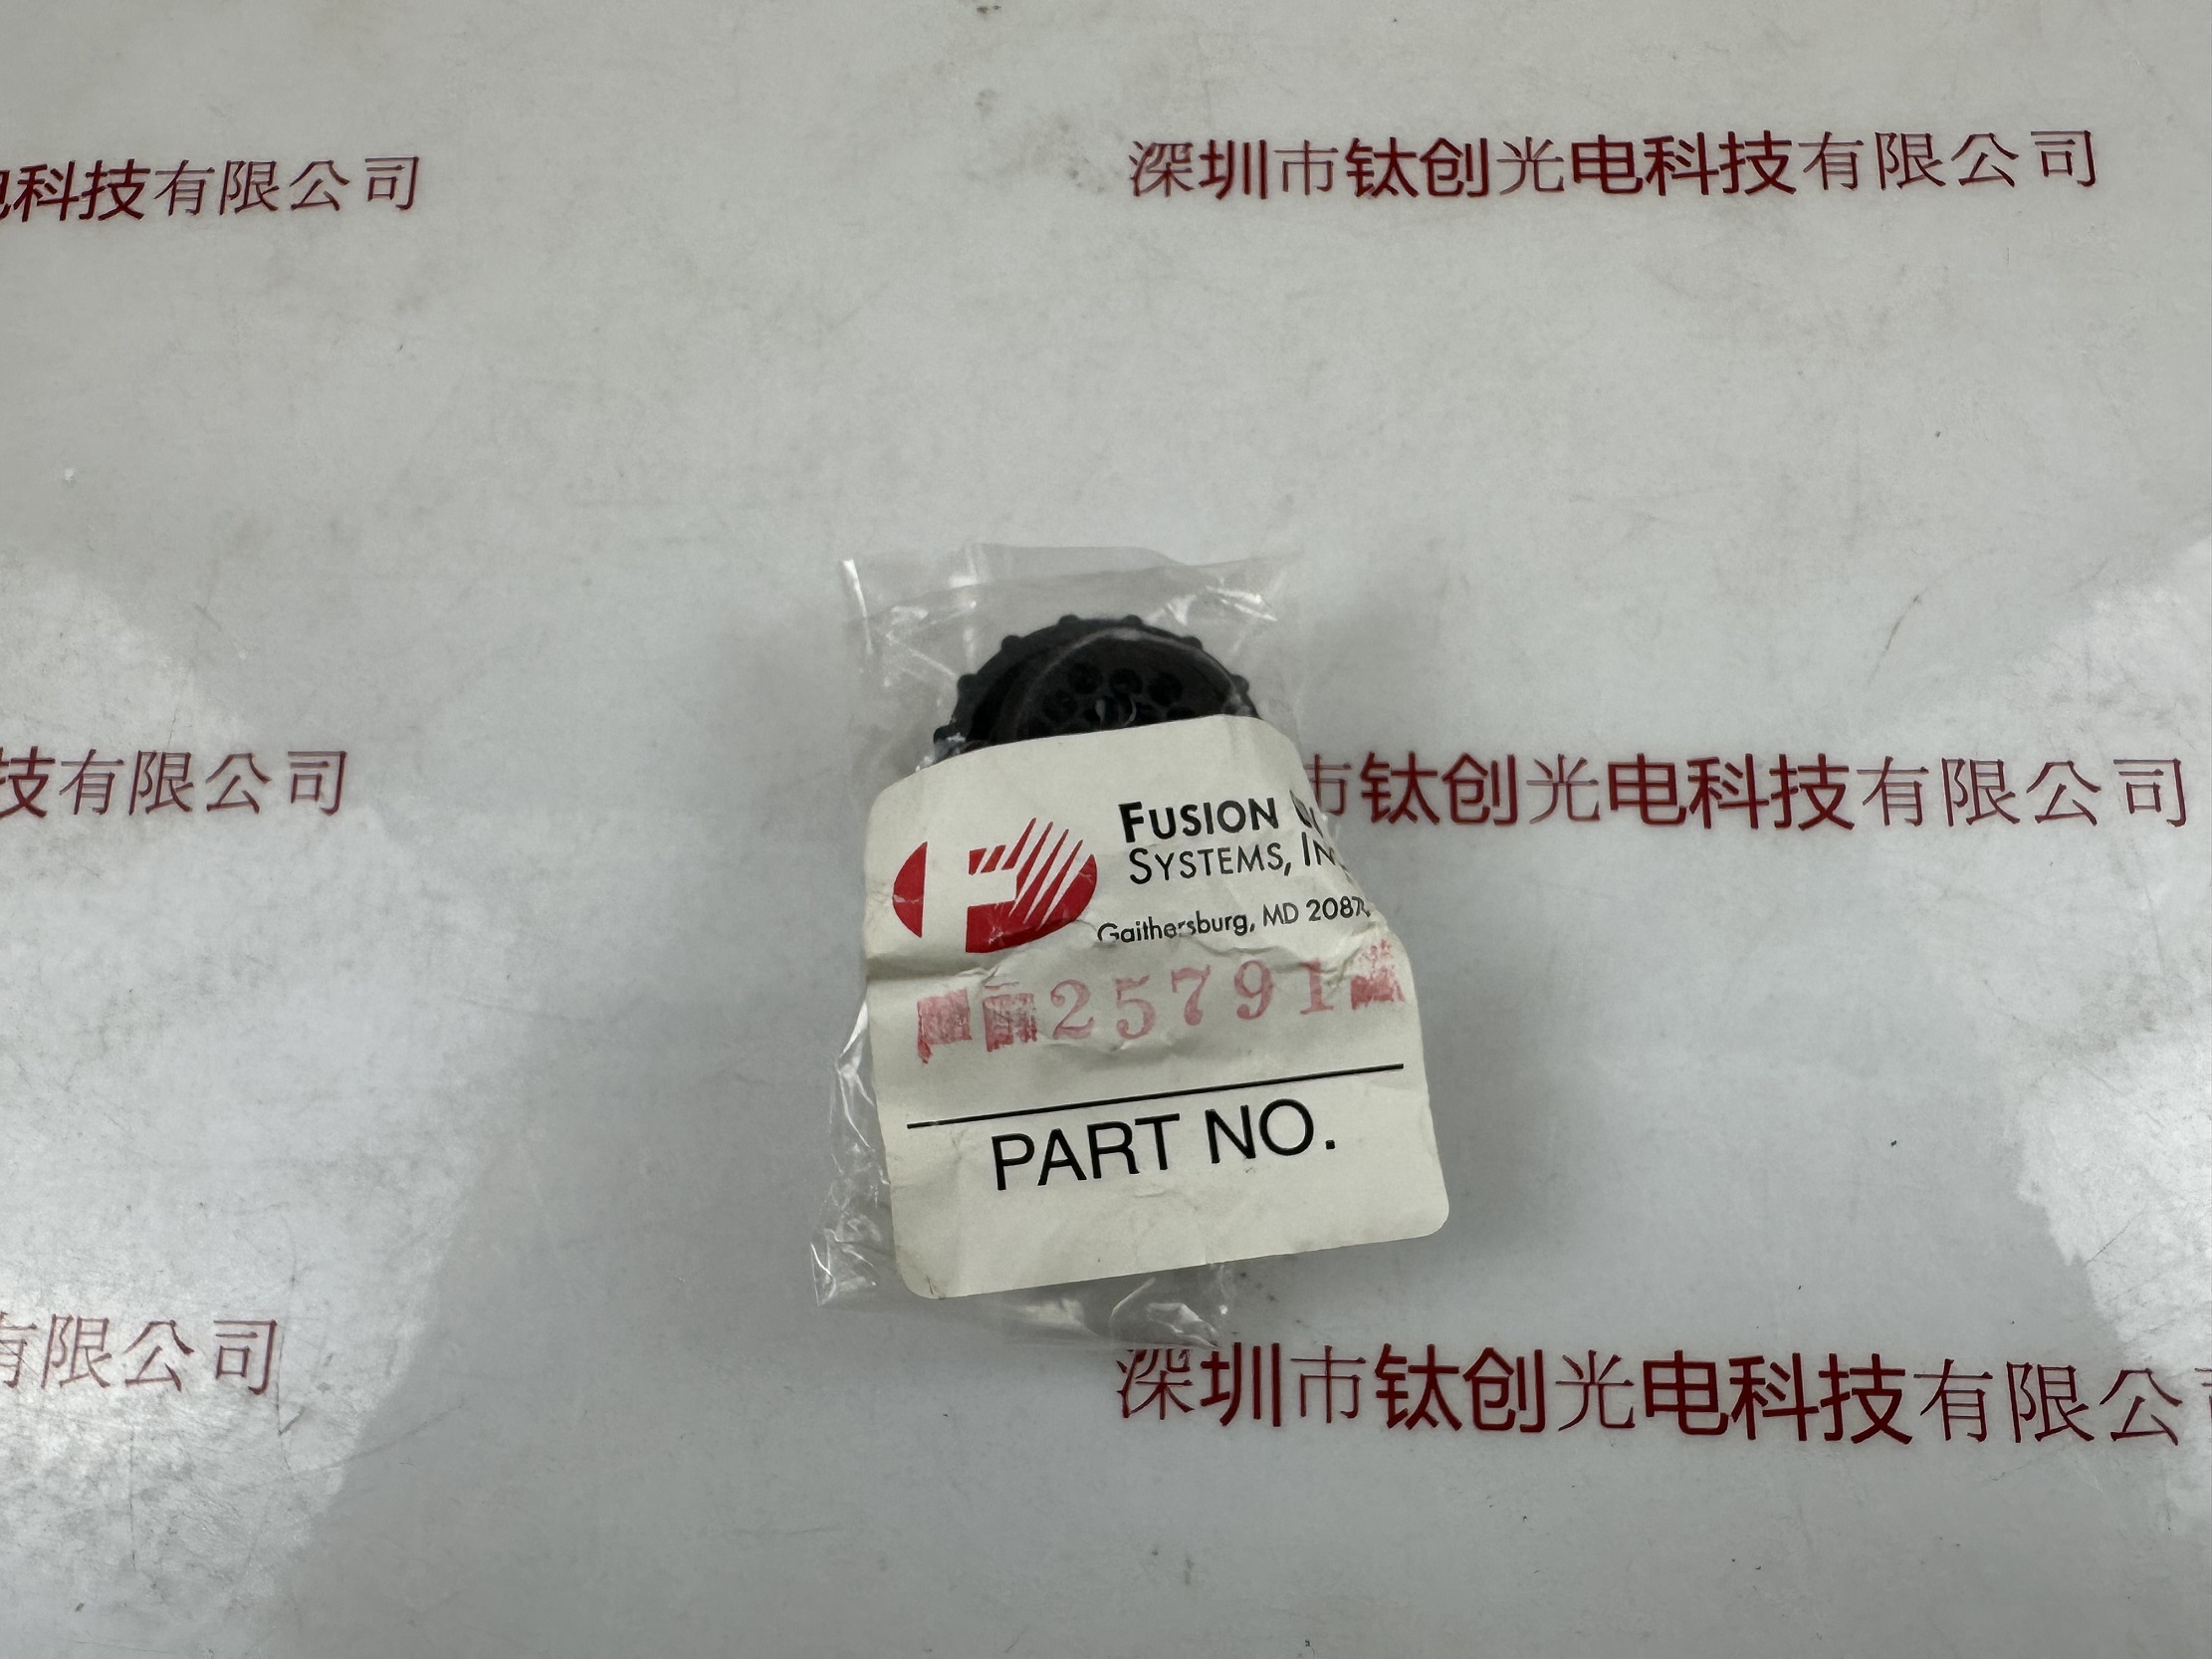 电科技有限公司
深圳市钛创光电科技有限公司
技有限公司
市钛创光电科技有限公司
FUSION
SYSTEMS, IN
Gaithersburg, MD 2087
25791
PART NO.
有限公司
深圳市钛创光电科技有限公